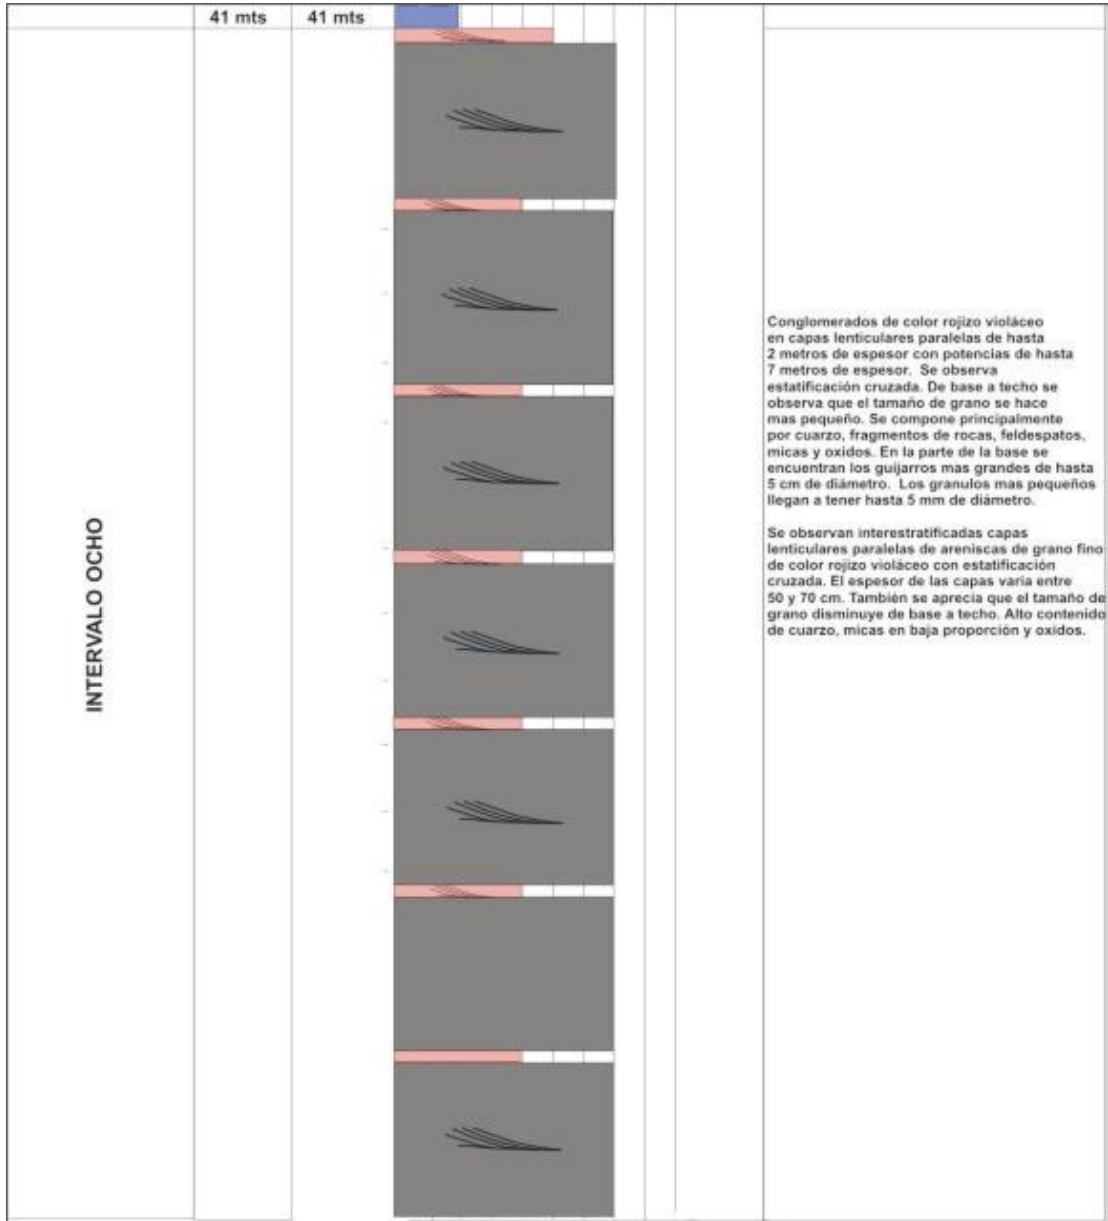 41 mts
41 mts
INTERVALO OCHO
Conglomerados de color rojizo violáceo
en capas lenticulares paralelas de hasta
2 metros de espesor con potencias de hasta
7 metros de espesor. Se observa
estatificación cruzada. De base a techo se
observa que el tamaño de grano se hace
mas pequeño. Se compone principalmente
por cuarzo, fragmentos de rocas, feldespatos,
micas y oxidos. En la parte de la base se
encuentran los guijarros mas grandes de hasta
5 cm de diámetro. Los granulos mas pequeños
llegan a tener hasta 5 mm de diámetro.
Se observan interestratificadas capas
lenticulares paralelas de areniscas de grano fino
de color rojizo violáceo con estatificación
cruzada. El espesor de las capas varia entre
50 y 70 cm. También se aprecia que el tamaño de
grano disminuye de base a techo. Alto contenido
de cuarzo, micas en baja proporción y oxidos.